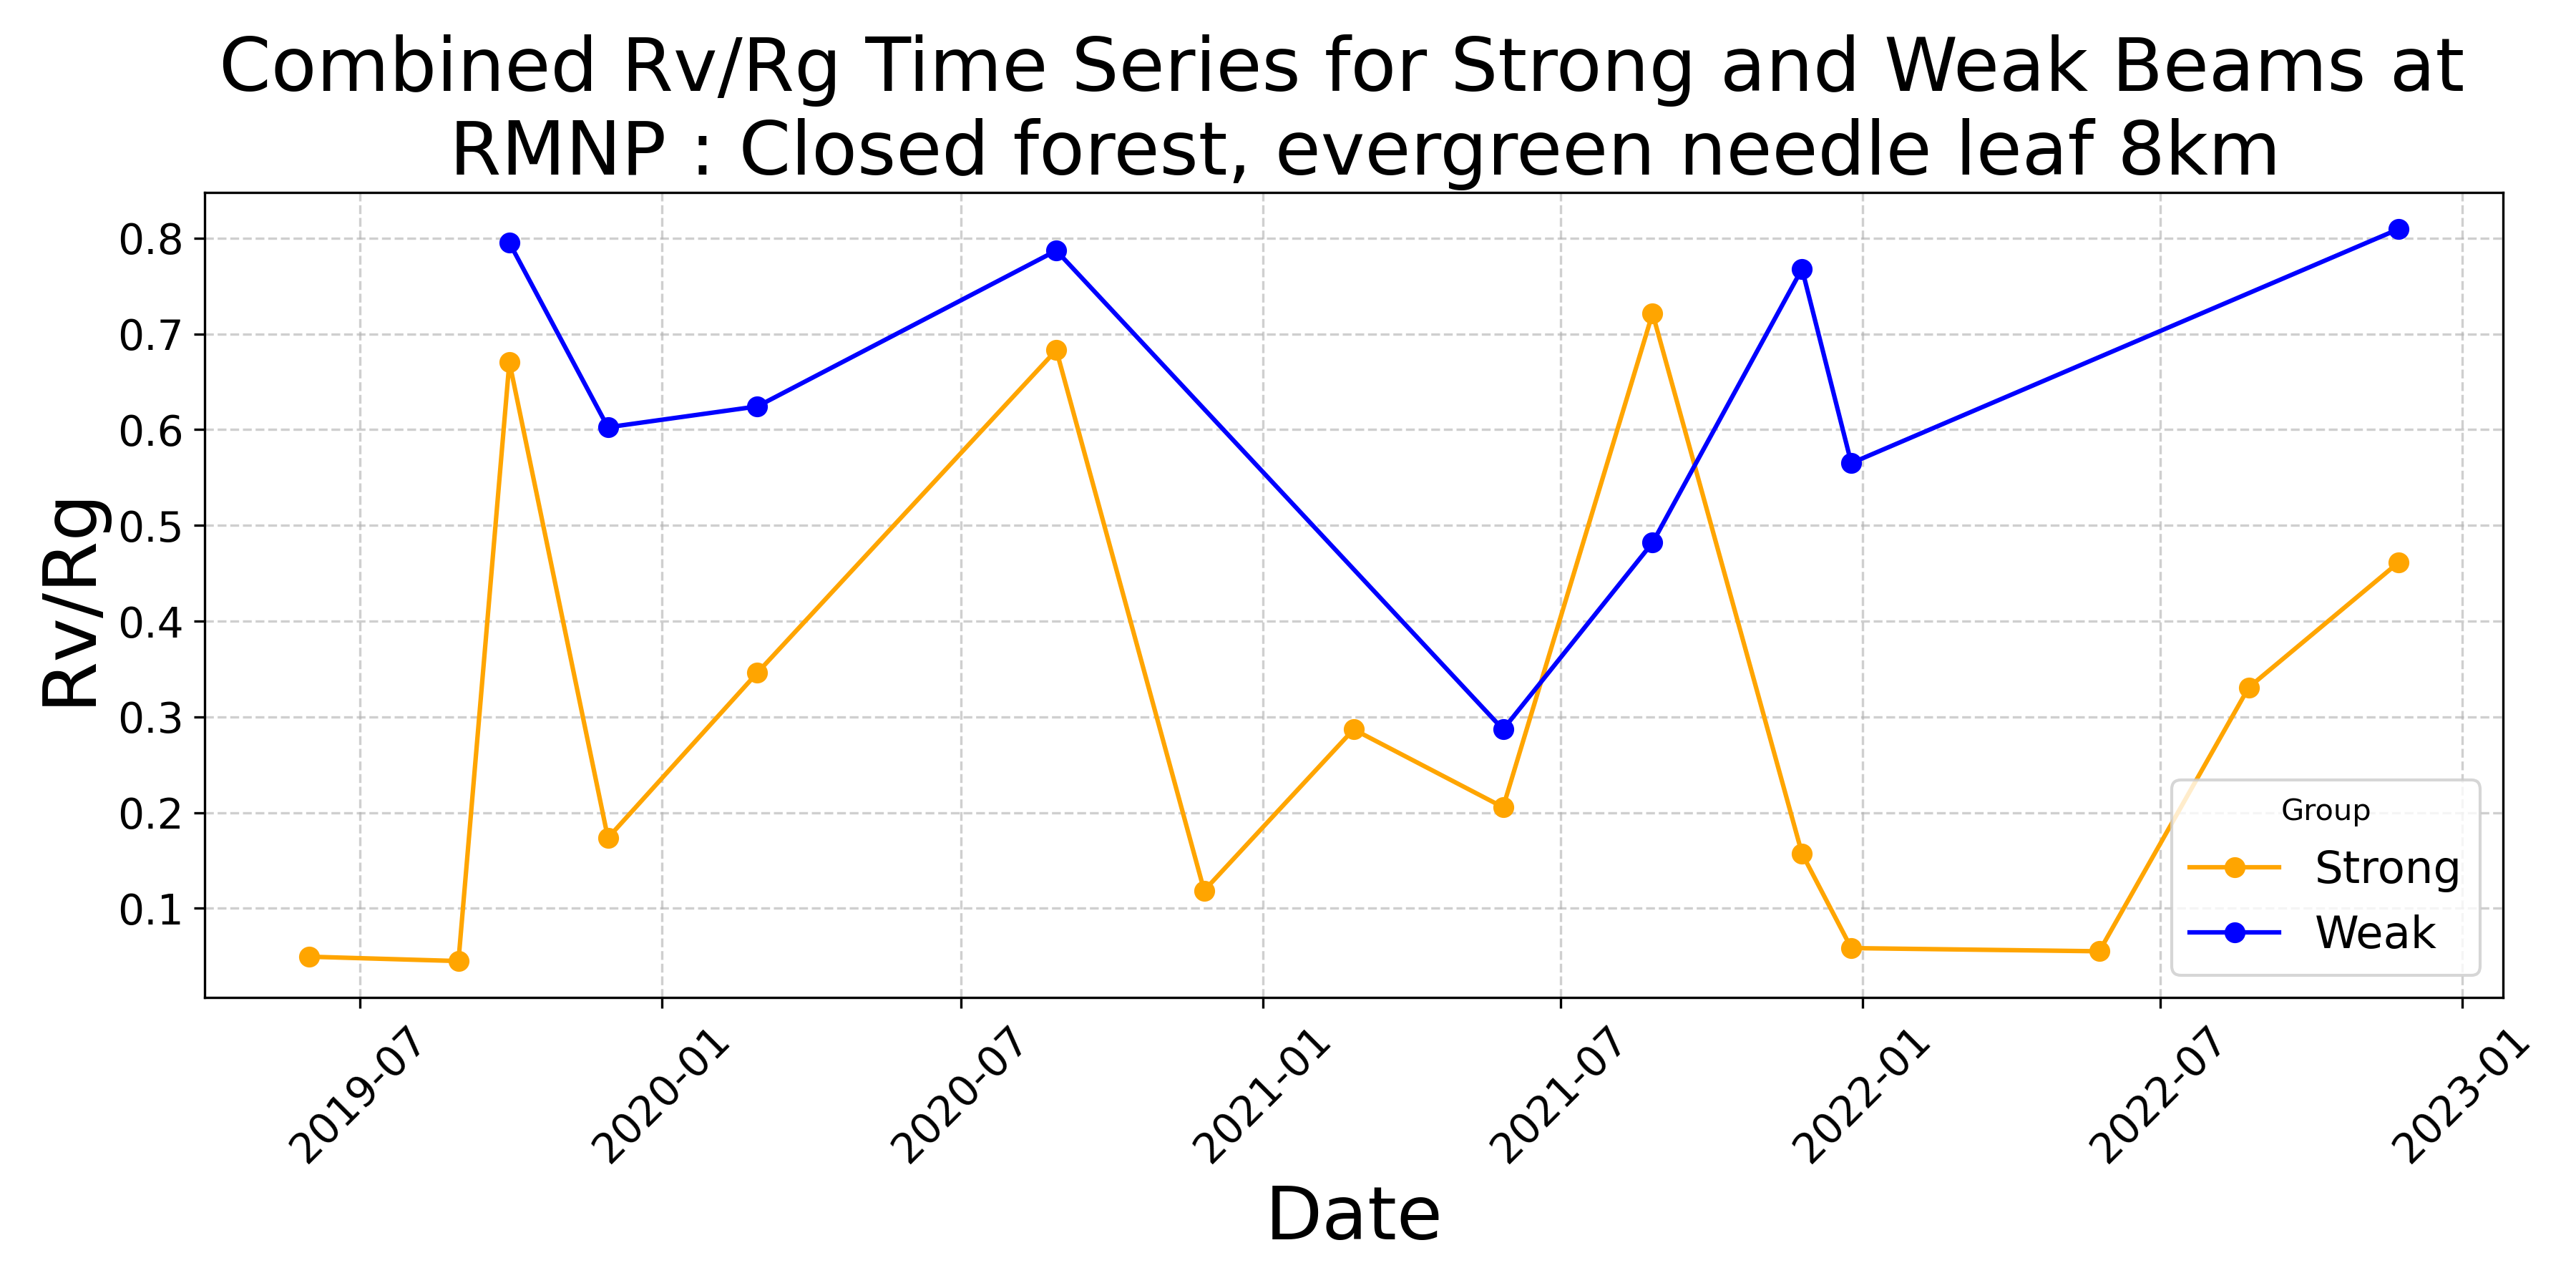 Combined Rv/Rg Time Series for Strong and Weak Beams at
RMNP : Closed forest, evergreen needle leaf 8km
Rv/Rg
0.8
0.7
0.6
0.5
0.4
0.3
0.2
0.1
Group
Strong
Weak
2019-07
2020-01
2020-07
2021-01
2021-07
2022-01
2022-07
2023-01
Date